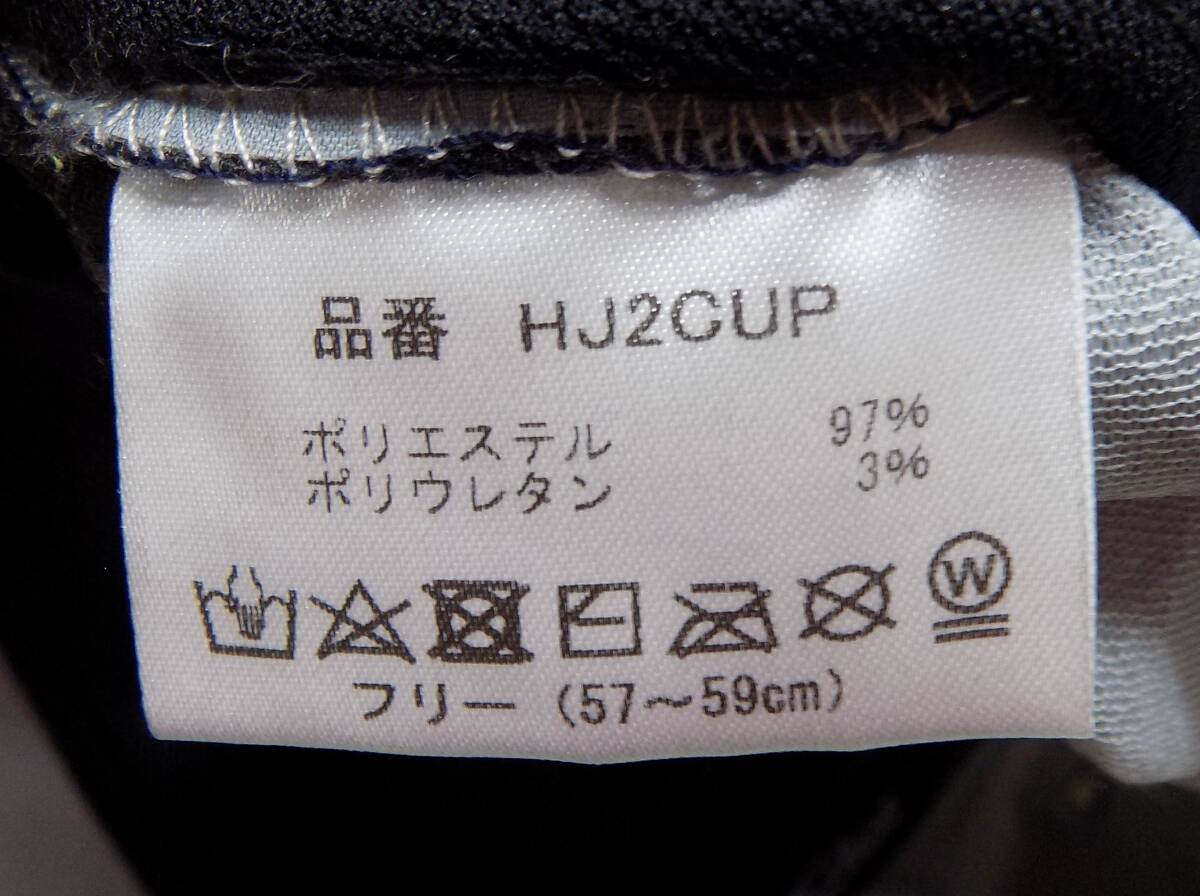 品番 HJ2CUP
ポリエステル 97%
ポリウレタン 3%
W
フリー (57〜59cm)